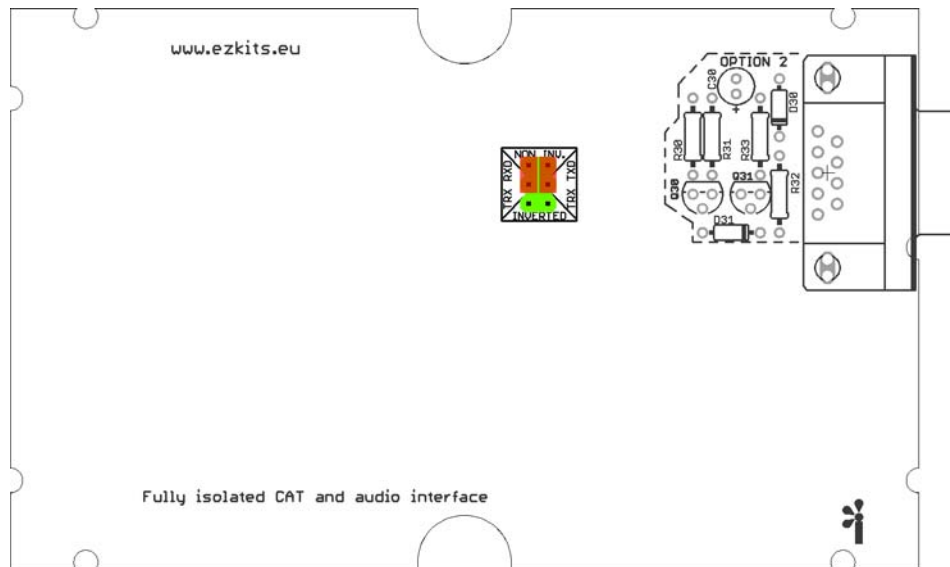 www.ezkits.eu
OPTION 2
C30
+
D30
R30
R31
R33
R32
Q30
Q31
D31
NON INV.
TRX RXD
TRX TXD
INVERTED
Fully isolated CAT and audio interface